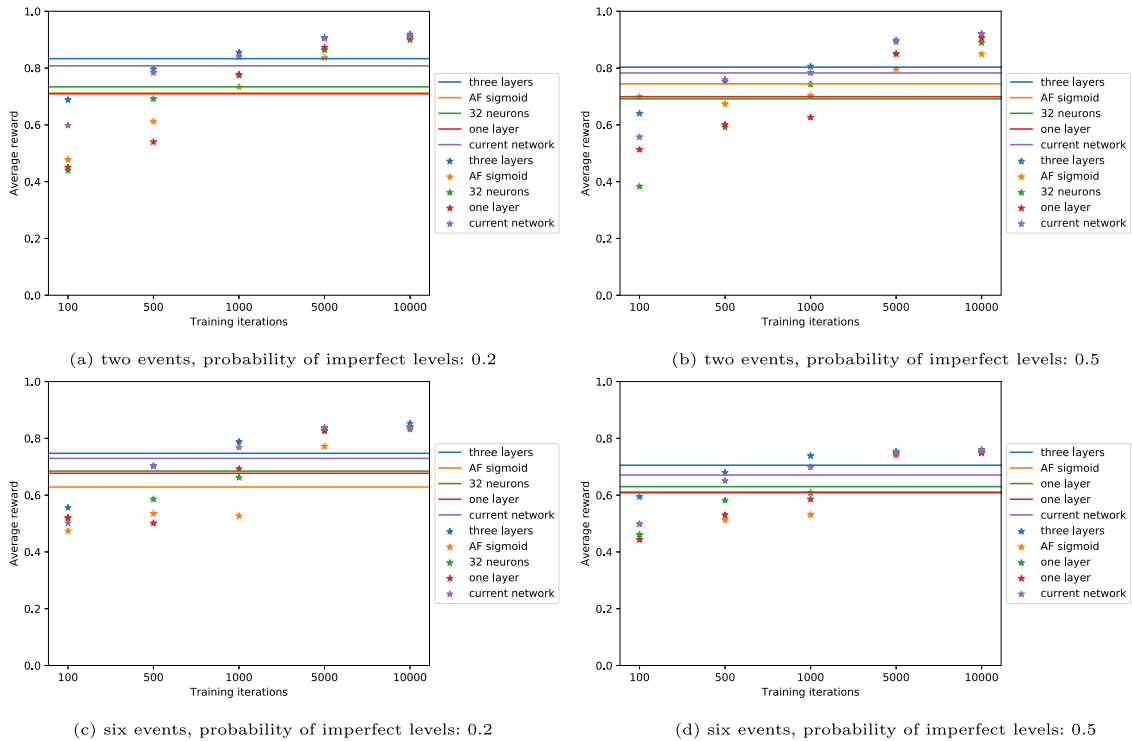 1.0
0.8
0.6
0.4
0.2
0.0
Average reward
100 500 1000 5000 10000
Training iterations
three layers
AF sigmoid
32 neurons
one layer
current network
three layers
AF sigmoid
32 neurons
one layer
current network
(a) two events, probability of imperfect levels: 0.2
1.0
0.8
0.6
0.4
0.2
0.0
Average reward
100 500 1000 5000 10000
Training iterations
three layers
AF sigmoid
32 neurons
one layer
current network
three layers
AF sigmoid
32 neurons
one layer
current network
(b) two events, probability of imperfect levels: 0.5
1.0
0.8
0.6
0.4
0.2
0.0
Average reward
100 500 1000 5000 10000
Training iterations
three layers
AF sigmoid
32 neurons
one layer
current network
three layers
AF sigmoid
32 neurons
one layer
current network
(c) six events, probability of imperfect levels: 0.2
1.0
0.8
0.6
0.4
0.2
0.0
Average reward
100 500 1000 5000 10000
Training iterations
three layers
AF sigmoid
one layer
one layer
current network
three layers
AF sigmoid
one layer
one layer
current network
(d) six events, probability of imperfect levels: 0.5